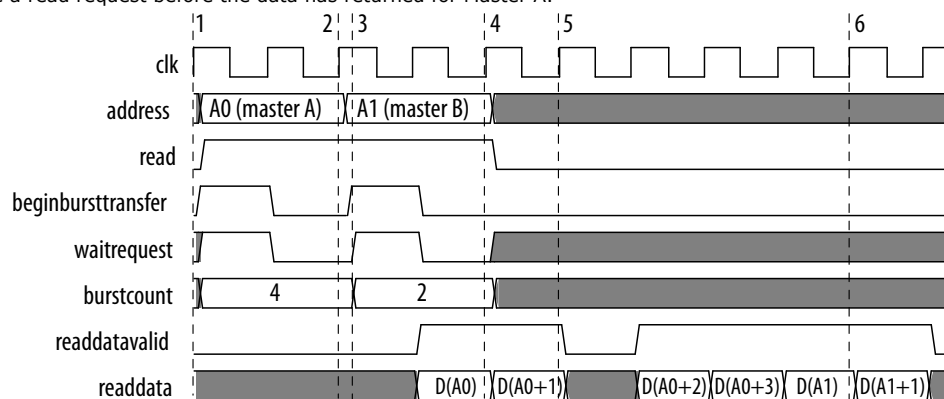 a read request before the data has returned for Master A.
1 2 3 4 5 6
clk
address A0 (master A) A1 (master B)
read
beginbursttransfer
waitrequest
burstcount 4 2
readdatavalid
readdata D(A0) D(A0+1) D(A0+2) D(A0+3) D(A1) D(A1+1)